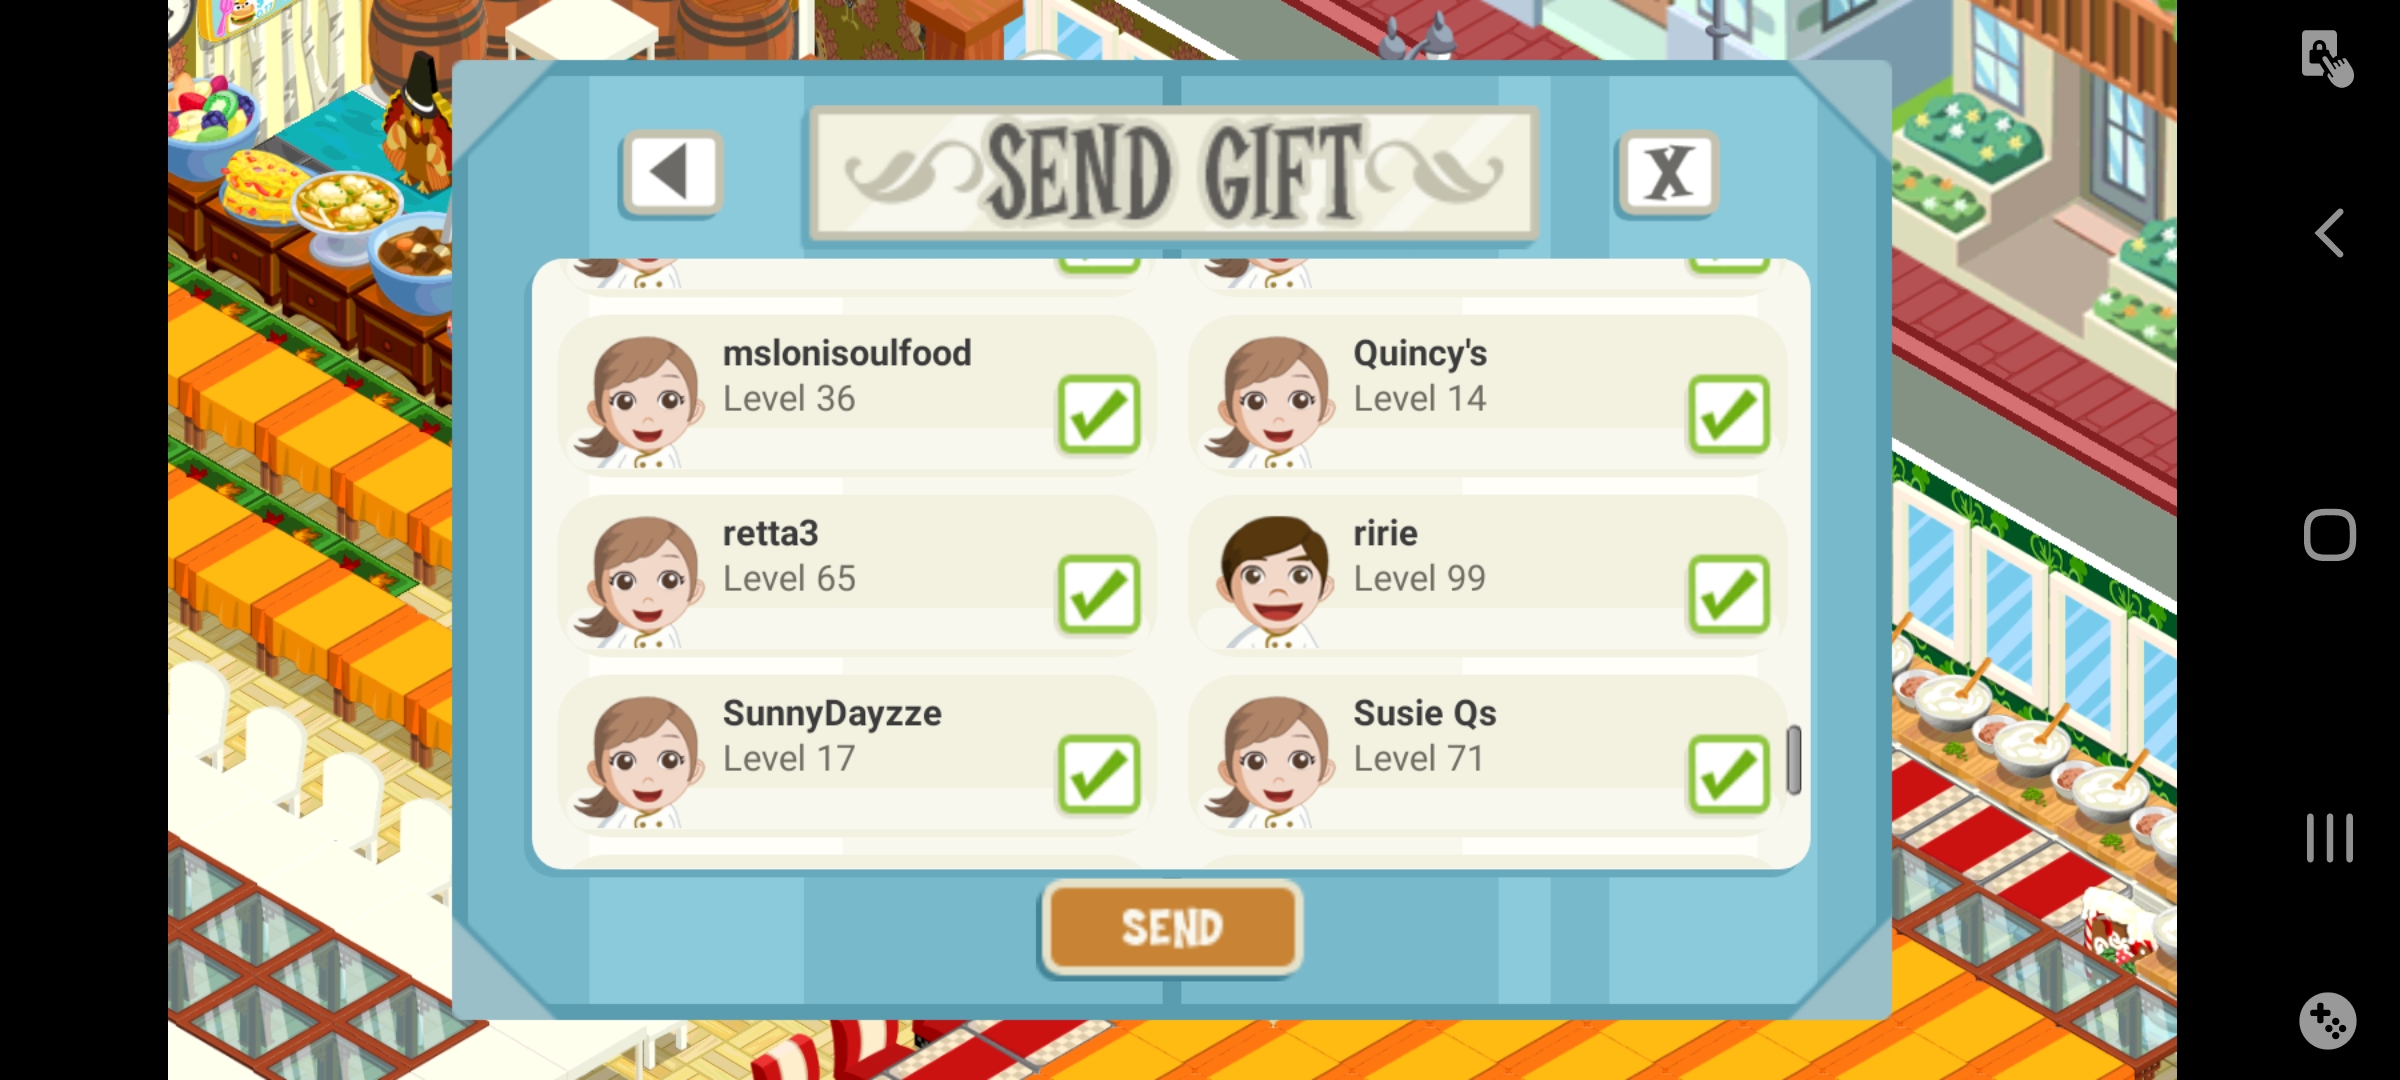 SEND GIFT
X
mslonisoulfood
Level 36
Quincy's
Level 14
retta3
Level 65
ririe
Level 99
SunnyDayzze
Level 17
Susie Qs
Level 71
SEND